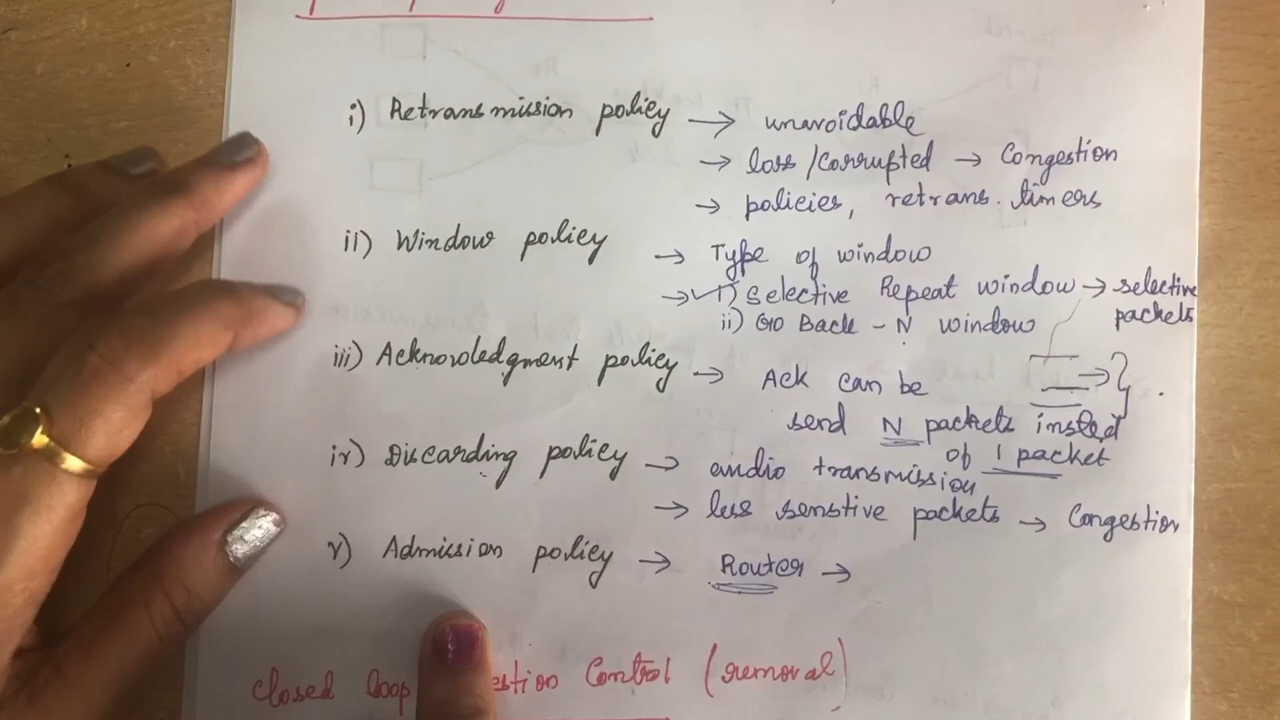 i) Retransmission policy → unavoidable
→ loss/corrupted → Congestion
→ policies, retrans. timers
ii) Window policy → Type of window
→ ✓ i) Selective Repeat window → selective packets
ii) Go Back - N window
iii) Acknowledgment policy → Ack can be
send N packets instead
of 1 packet
iv) Discarding policy → audio transmission
→ less senstive packets → Congestion
v) Admission policy → Router →
closed loop Control (removal)